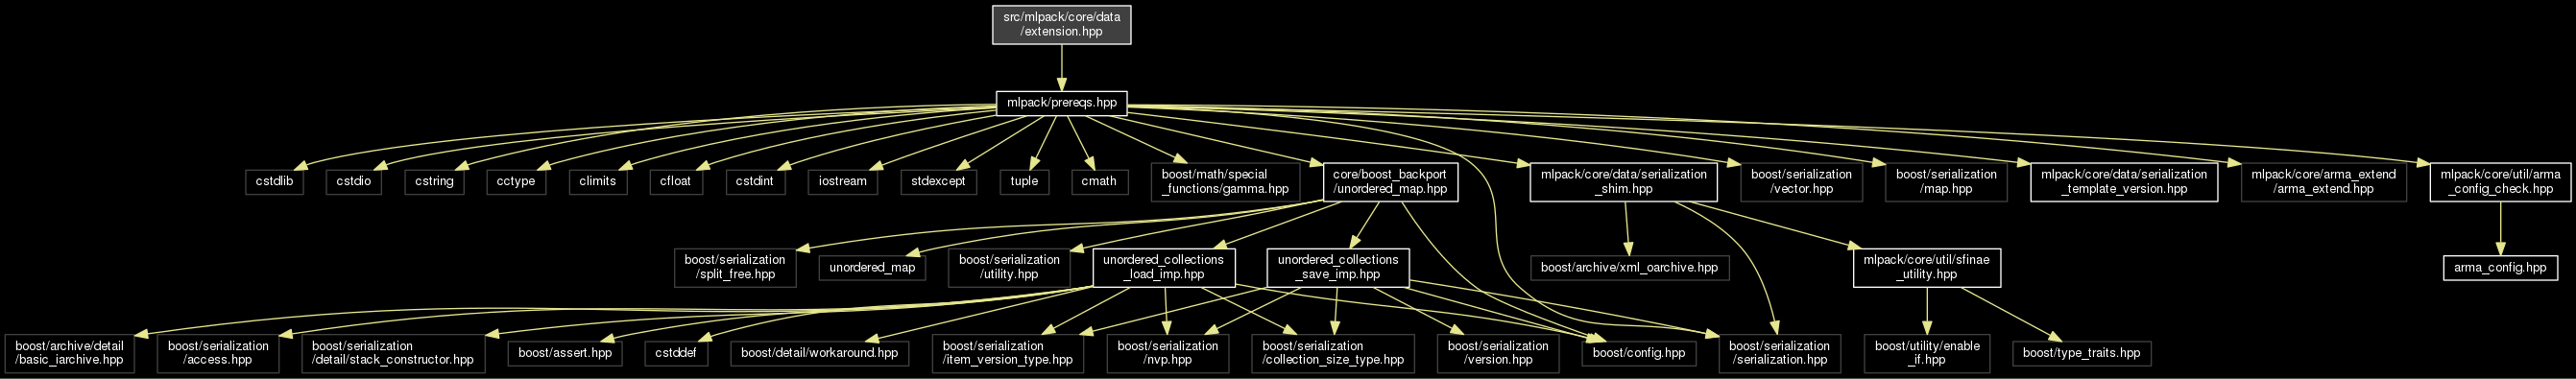 src/mlpack/core/data
/extension.hpp
mlpack/prereqs.hpp
cstdlib
cstdio
cstring
cctype
climits
cfloat
cstdint
iostream
stdexcept
tuple
cmath
boost/math/special
_functions/gamma.hpp
core/boost_backport
/unordered_map.hpp
mlpack/core/data/serialization
_shim.hpp
boost/serialization
/vector.hpp
boost/serialization
/map.hpp
mlpack/core/data/serialization
_template_version.hpp
mlpack/core/arma_extend
/arma_extend.hpp
mlpack/core/util/arma
_config_check.hpp
boost/serialization
/split_free.hpp
unordered_map
boost/serialization
/utility.hpp
unordered_collections
_load_imp.hpp
unordered_collections
_save_imp.hpp
boost/archive/xml_oarchive.hpp
mlpack/core/util/sfinae
_utility.hpp
arma_config.hpp
boost/archive/detail
/basic_iarchive.hpp
boost/serialization
/access.hpp
boost/serialization
/detail/stack_constructor.hpp
boost/assert.hpp
cstddef
boost/detail/workaround.hpp
boost/serialization
/item_version_type.hpp
boost/serialization
/nvp.hpp
boost/serialization
/collection_size_type.hpp
boost/serialization
/version.hpp
boost/config.hpp
boost/serialization
/serialization.hpp
boost/utility/enable
_if.hpp
boost/type_traits.hpp